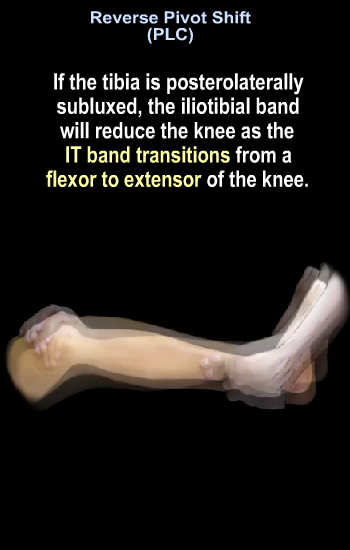 Reverse Pivot Shift
(PLC)
If the tibia is posterolaterally
subluxed, the iliotibial band
will reduce the knee as the
IT band transitions from a
flexor to extensor of the knee.